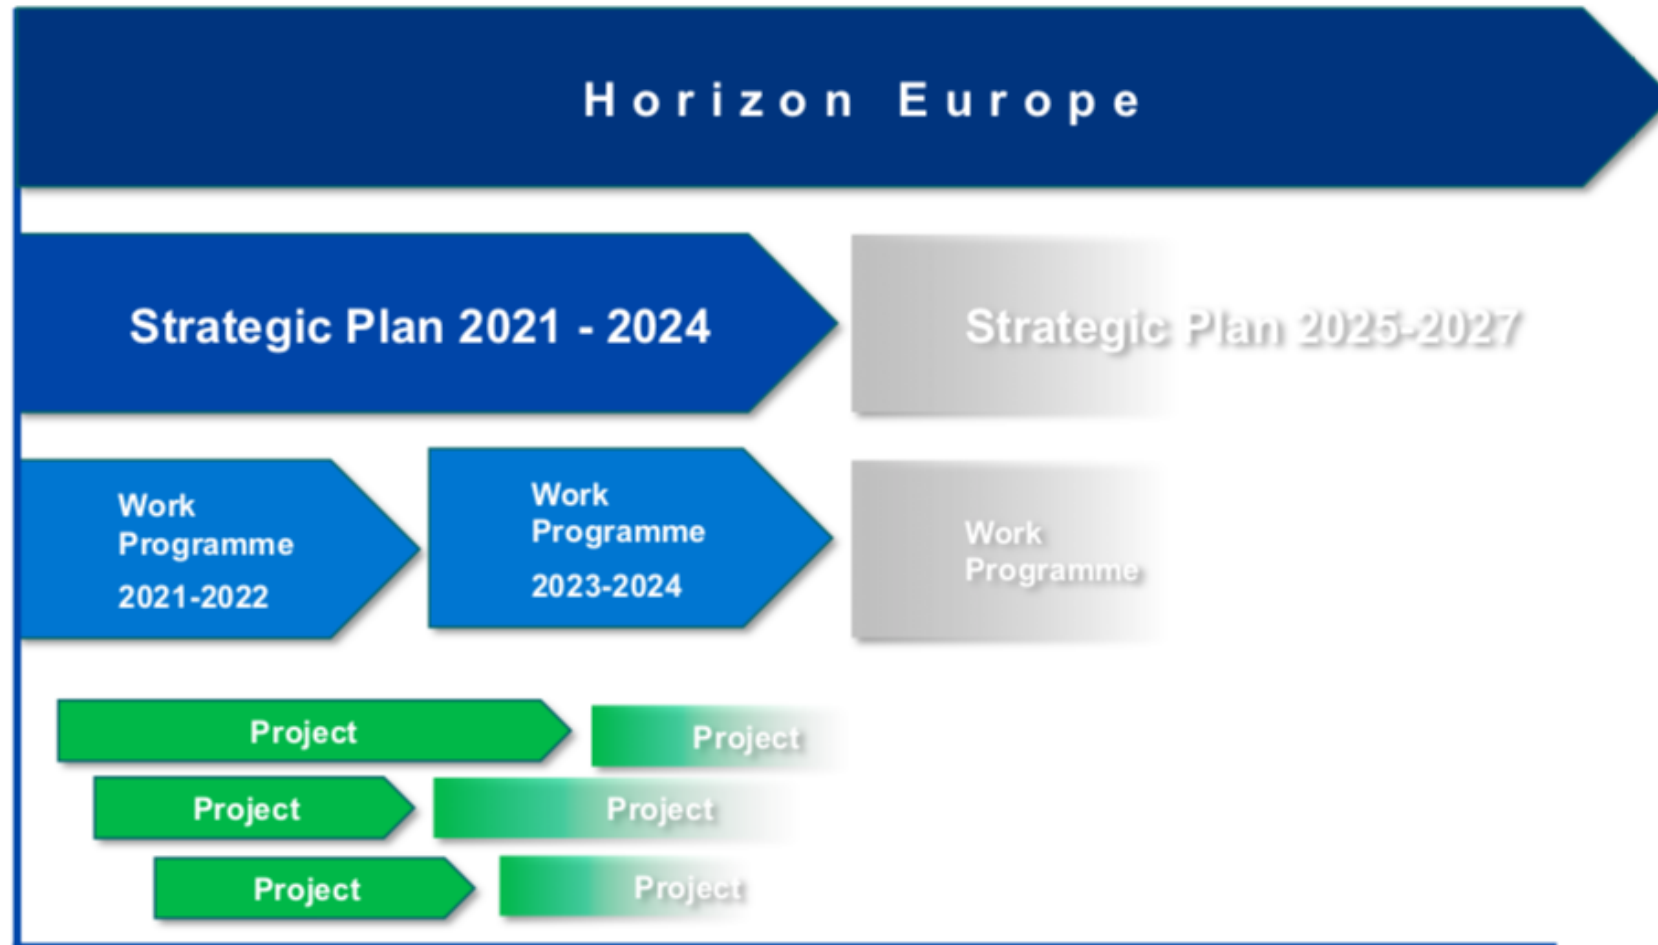 Horizon Europe
Strategic Plan 2021 - 2024
Strategic Plan 2025-2027
Work
Programme
2021-2022
Work
Programme
2023-2024
Work
Programme
Project
Project
Project
Project
Project
Project